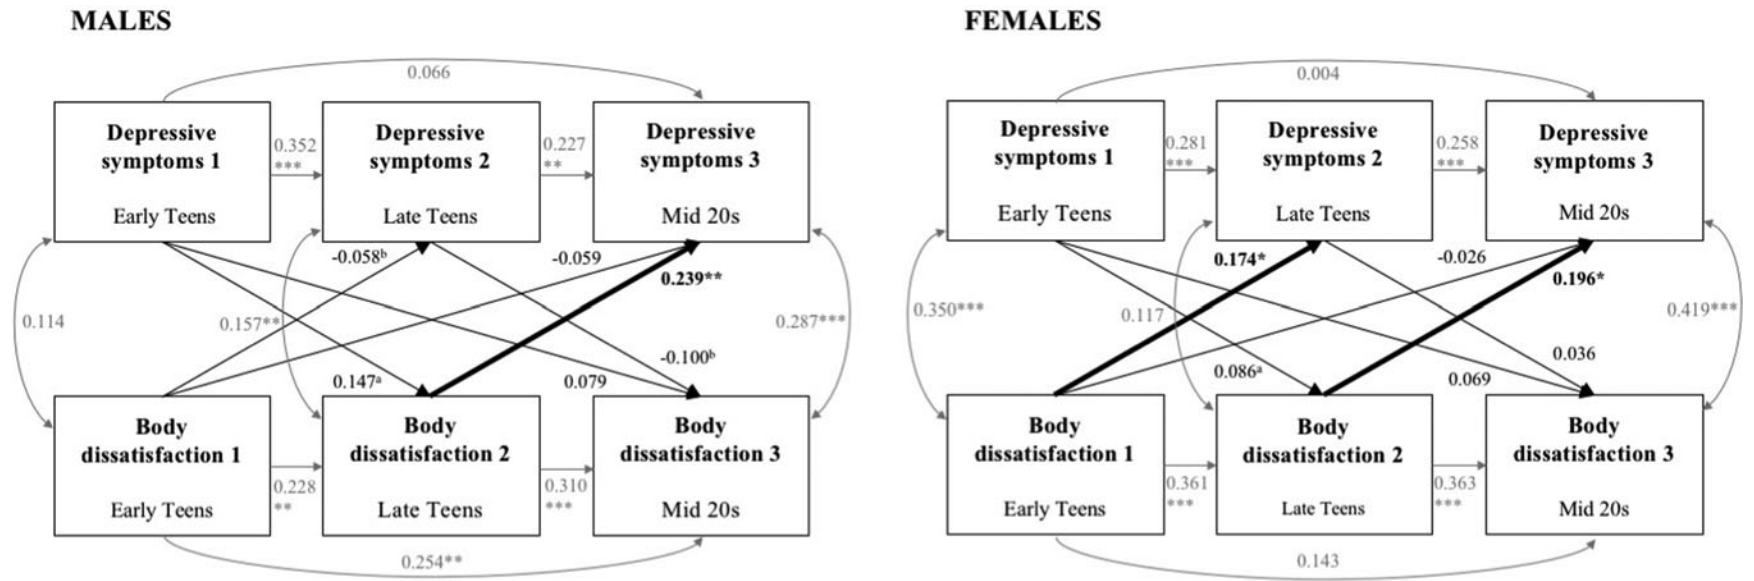 MALES
0.066
Depressive
symptoms 1
Early Teens
0.352
***
Depressive
symptoms 2
Late Teens
0.227
**
Depressive
symptoms 3
Mid 20s
-0.058ᵇ
-0.059
0.239**
0.114
0.157**
0.287***
-0.100ᵇ
0.147ᵃ
0.079
Body
dissatisfaction 1
Early Teens
0.228
**
Body
dissatisfaction 2
Late Teens
0.310
***
Body
dissatisfaction 3
Mid 20s
0.254**
FEMALES
0.004
Depressive
symptoms 1
Early Teens
0.281
***
Depressive
symptoms 2
Late Teens
0.258
***
Depressive
symptoms 3
Mid 20s
0.174*
-0.026
0.196*
0.350***
0.117
0.419***
0.036
0.086ᵃ
0.069
Body
dissatisfaction 1
Early Teens
0.361
***
Body
dissatisfaction 2
Late Teens
0.363
***
Body
dissatisfaction 3
Mid 20s
0.143